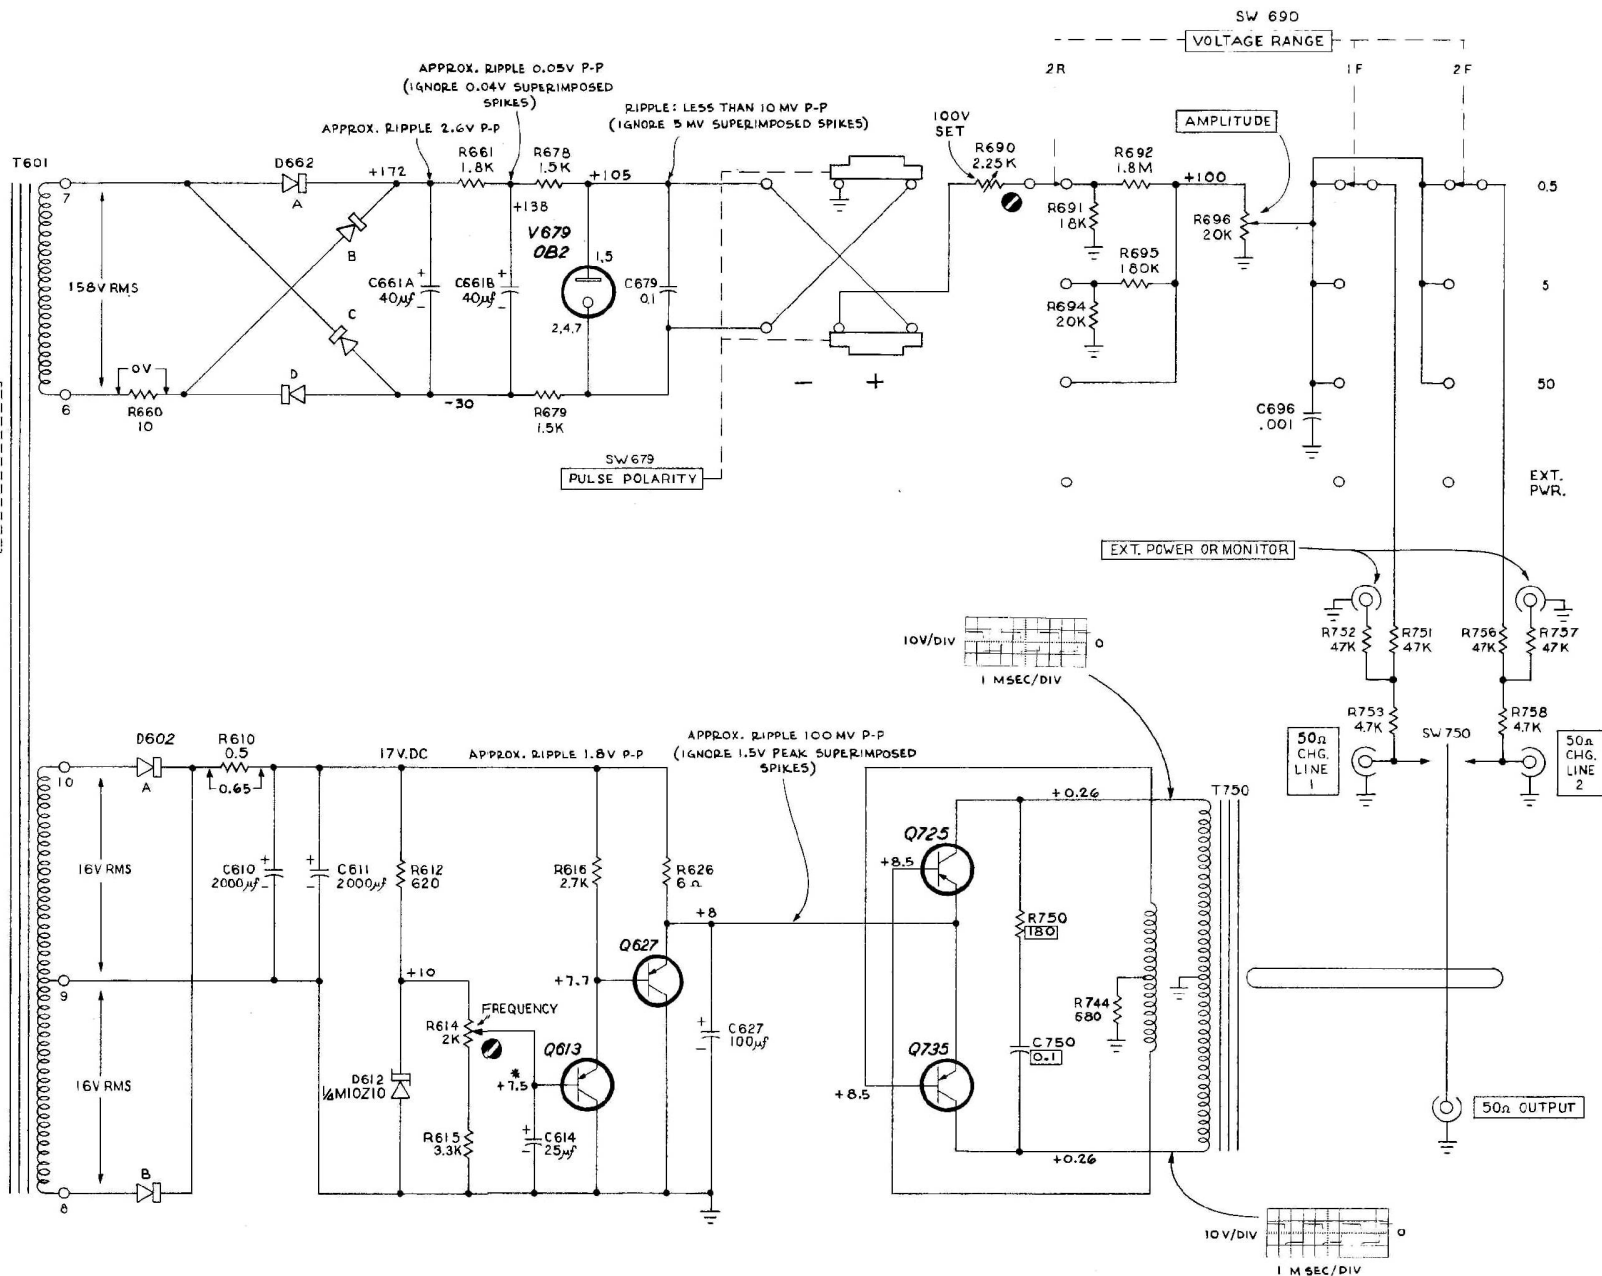 SW 690
VOLTAGE RANGE
2R
1F
2F
APPROX. RIPPLE 0.05V P-P
(IGNORE 0.04V SUPERIMPOSED
SPIKES)
RIPPLE: LESS THAN 10 MV P-P
(IGNORE 5 MV SUPERIMPOSED SPIKES)
APPROX. RIPPLE 2.6V P-P
100V
SET
AMPLITUDE
T601
7
D662
A
+172
R661
1.8K
R678
1.5K
+105
+138
R690
2.25K
R692
1.8M
+100
0.5
R691
18K
R696
20K
V679
OB2
B
1,5
158V RMS
C661A
40µf
+
-
C661B
40µf
+
-
C679
0.1
R695
180K
5
C
2,4,7
R694
20K
0V
D
-
+
50
6
R660
10
-30
R679
1.5K
C696
.001
SW679
PULSE POLARITY
EXT.
PWR.
EXT. POWER OR MONITOR
10V/DIV
0
1 MSEC/DIV
R752
47K
R751
47K
R756
47K
R757
47K
R753
4.7K
R758
4.7K
SW750
50Ω
CHG.
LINE
1
50Ω
CHG.
LINE
2
D602
R610
0.5
17V.DC
APPROX. RIPPLE 1.8V P-P
APPROX. RIPPLE 100 MV P-P
(IGNORE 1.5V PEAK SUPERIMPOSED
SPIKES)
10
A
0.65
+0.26
T750
Q725
+8.5
16V RMS
C610
2000µf
+
-
C611
2000µf
+
-
R612
620
R616
2.7K
R626
6Ω
+8
R750
180
Q627
9
+10
+7.7
FREQUENCY
R614
2K
R744
680
C627
100µf
+
-
Q613
Q735
C750
0.1
16V RMS
D612
1/4M10Z10
*
+7.5
+8.5
50Ω OUTPUT
R615
3.3K
C614
25µf
+
-
+0.26
B
8
10V/DIV
0
1 MSEC/DIV